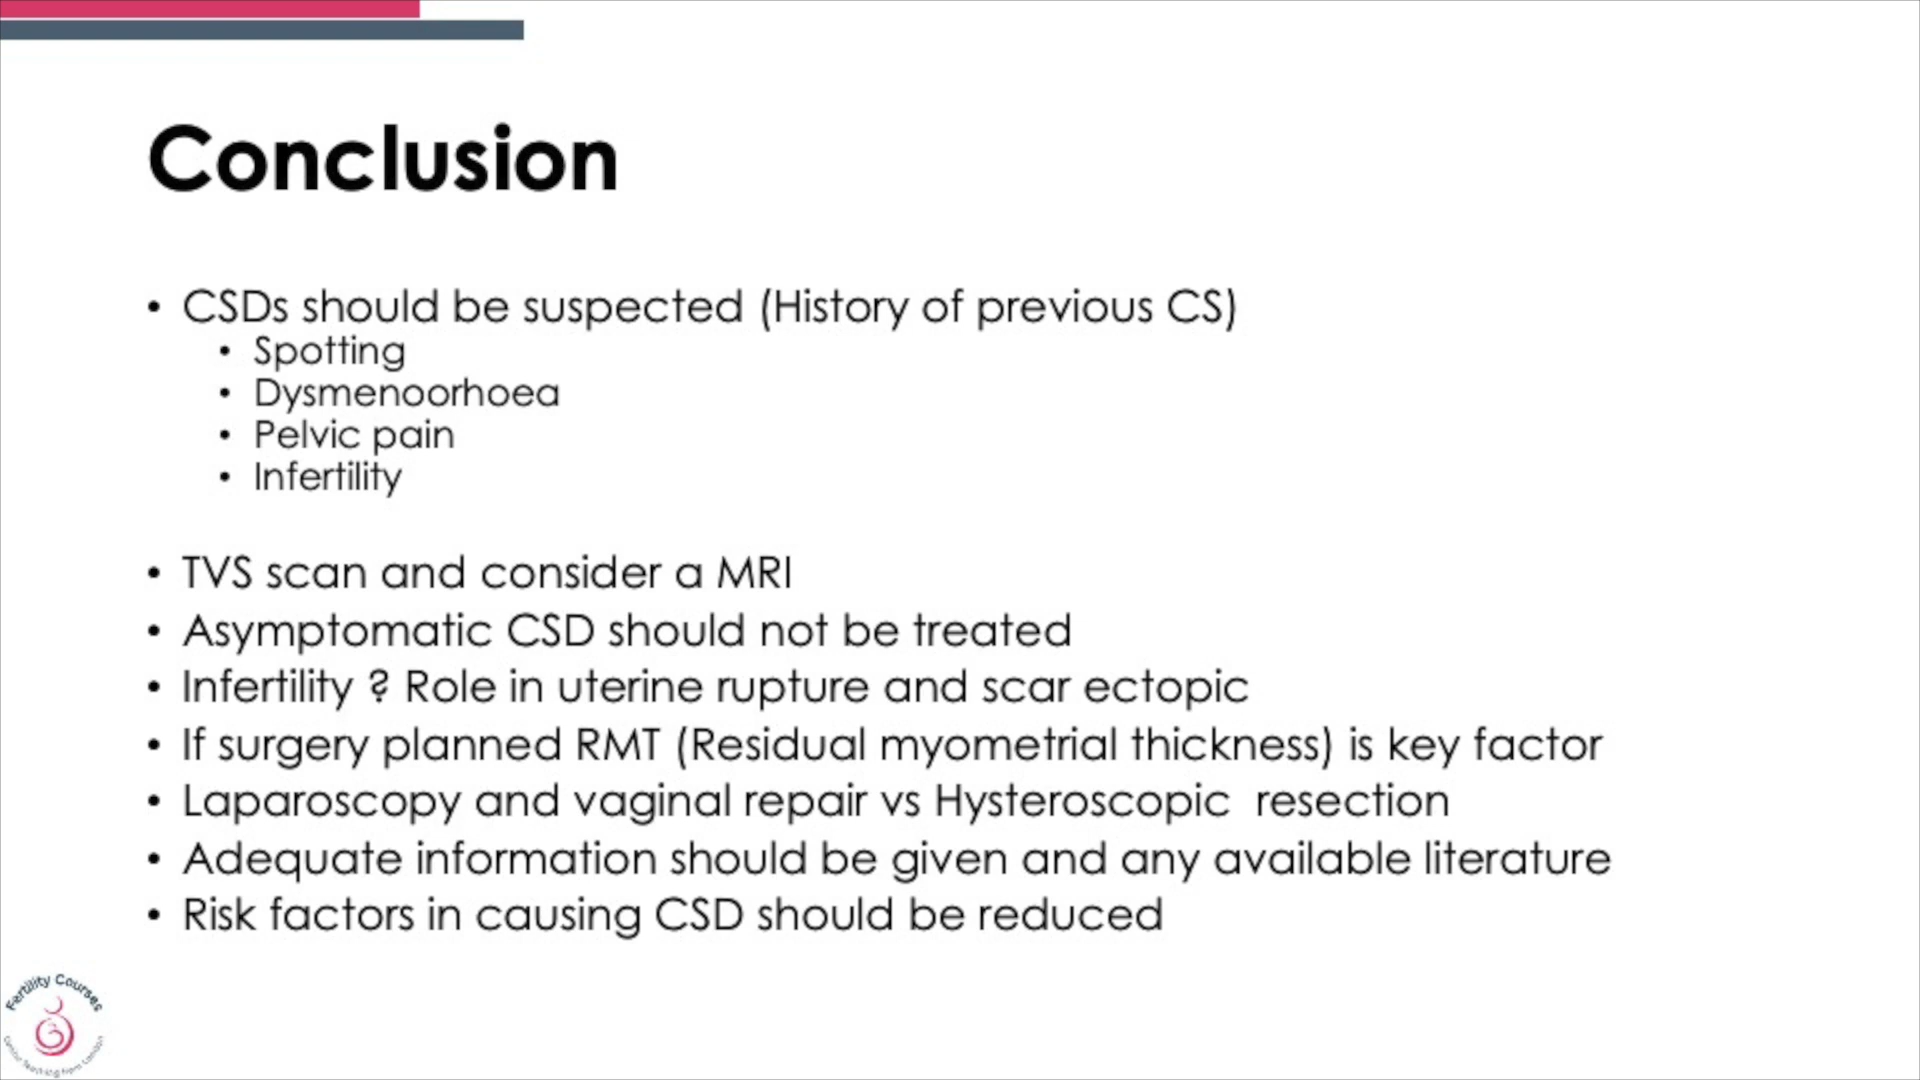 Conclusion
• CSDs should be suspected (History of previous CS)
• Spotting
• Dysmenoorhoea
• Pelvic pain
• Infertility
• TVS scan and consider a MRI
• Asymptomatic CSD should not be treated
• Infertility ? Role in uterine rupture and scar ectopic
• If surgery planned RMT (Residual myometrial thickness) is key factor
• Laparoscopy and vaginal repair vs Hysteroscopic  resection
• Adequate information should be given and any available literature
• Risk factors in causing CSD should be reduced
Fertility Courses
Teaching from London